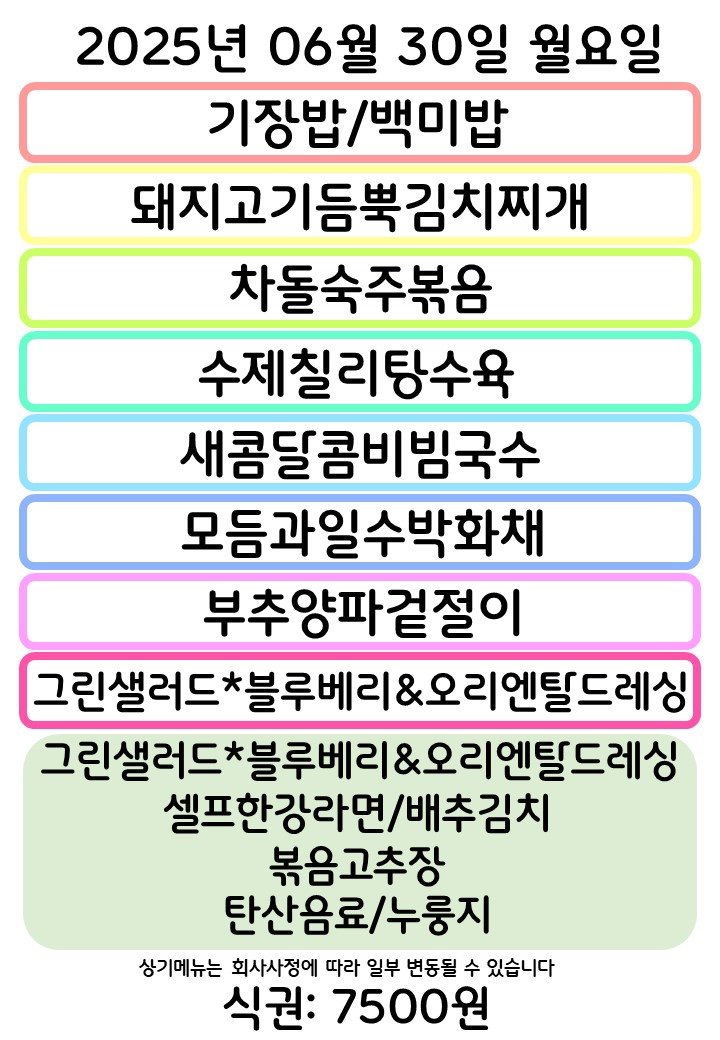 2025년 06월 30일 월요일
기장밥/백미밥
돼지고기듬뿍김치찌개
차돌숙주볶음
수제칠리탕수육
새콤달콤비빔국수
모듬과일수박화채
부추양파겉절이
그린샐러드*블루베리&오리엔탈드레싱
그린샐러드*블루베리&오리엔탈드레싱
셀프한강라면/배추김치
볶음고추장
탄산음료/누룽지
상기메뉴는 회사사정에 따라 일부 변동될 수 있습니다
식권: 7500원